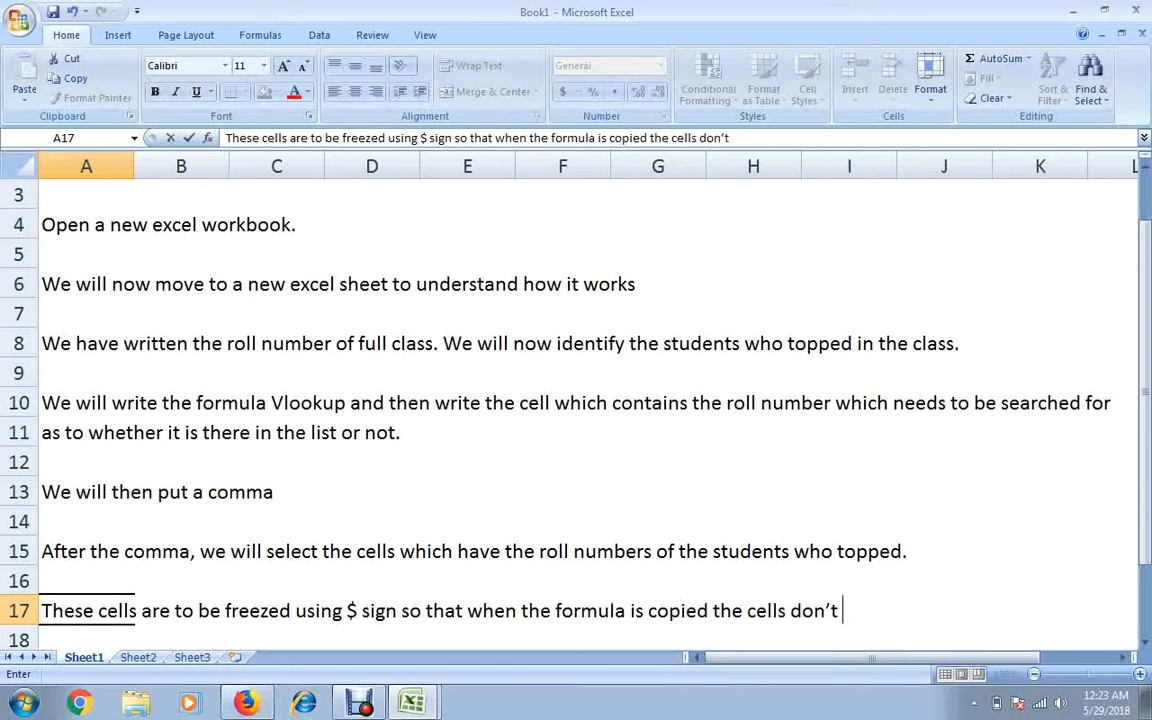 Book1 - Microsoft Excel
Home Insert Page Layout Formulas Data Review View
Paste
Cut
Copy
Format Painter
Clipboard
Calibri 11
B I U
Font
Wrap Text
Merge & Center
Alignment
General
$ % ,
Number
Conditional Formatting
Format as Table
Cell Styles
Styles
Insert Delete Format
Cells
AutoSum
Fill
Clear
Sort & Filter
Find & Select
Editing
A17 fx These cells are to be freezed using $ sign so that when the formula is copied the cells don’t
A B C D E F G H I J K L
3
4 Open a new excel workbook.
5
6 We will now move to a new excel sheet to understand how it works
7
8 We have written the roll number of full class. We will now identify the students who topped in the class.
9
10 We will write the formula Vlookup and then write the cell which contains the roll number which needs to be searched for
11 as to whether it is there in the list or not.
12
13 We will then put a comma
14
15 After the comma, we will select the cells which have the roll numbers of the students who topped.
16
17 These cells are to be freezed using $ sign so that when the formula is copied the cells don’t
18
Sheet1 Sheet2 Sheet3
Enter
12:23 AM
5/29/2018